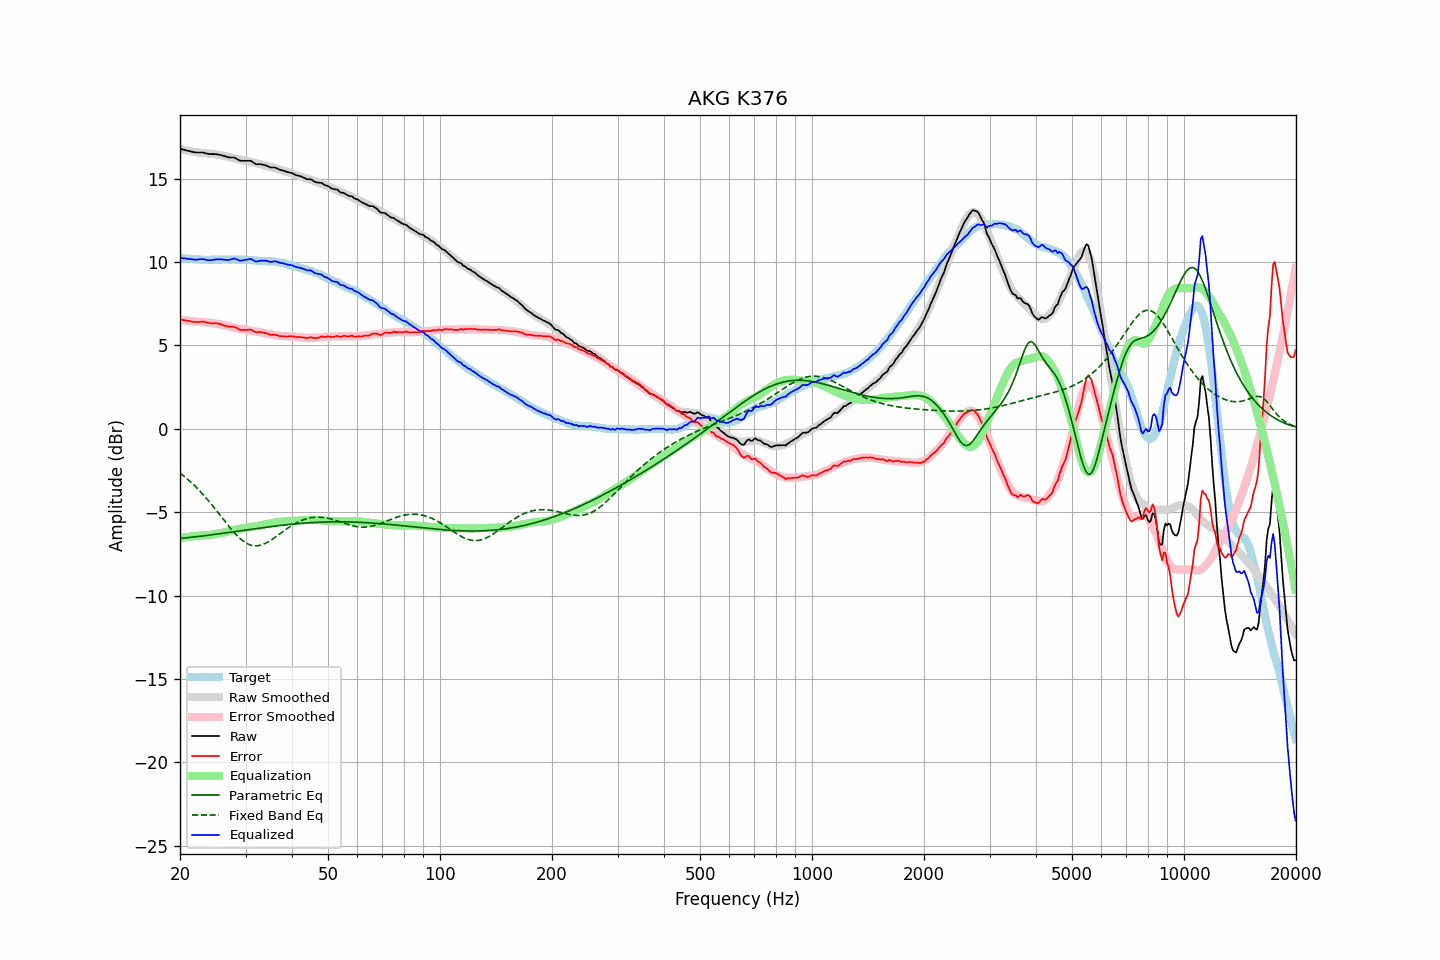 AKG K376
Amplitude (dBr)
15
10
5
0
−5
−10
−15
−20
−25
Target
Raw Smoothed
Error Smoothed
Raw
Error
Equalization
Parametric Eq
Fixed Band Eq
Equalized
20 50 100 200 500 1000 2000 5000 10000 20000
Frequency (Hz)